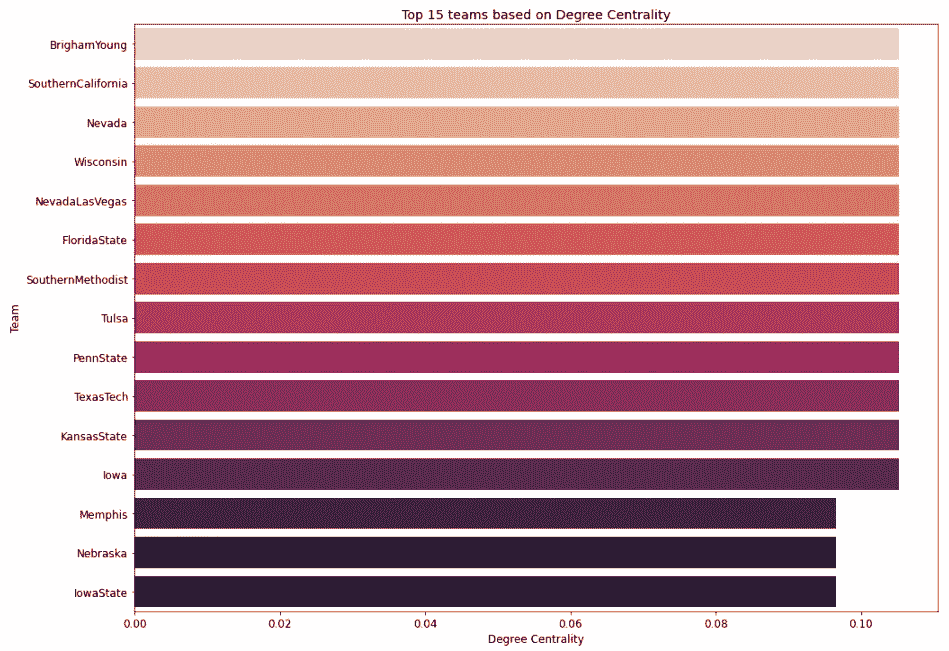 Top 15 teams based on Degree Centrality
BrighamYoung
SouthernCalifornia
Nevada
Wisconsin
NevadaLasVegas
FloridaState
SouthernMethodist
Tulsa
PennState
TexasTech
KansasState
Iowa
Memphis
Nebraska
IowaState
Team
0.00 0.02 0.04 0.06 0.08 0.10
Degree Centrality